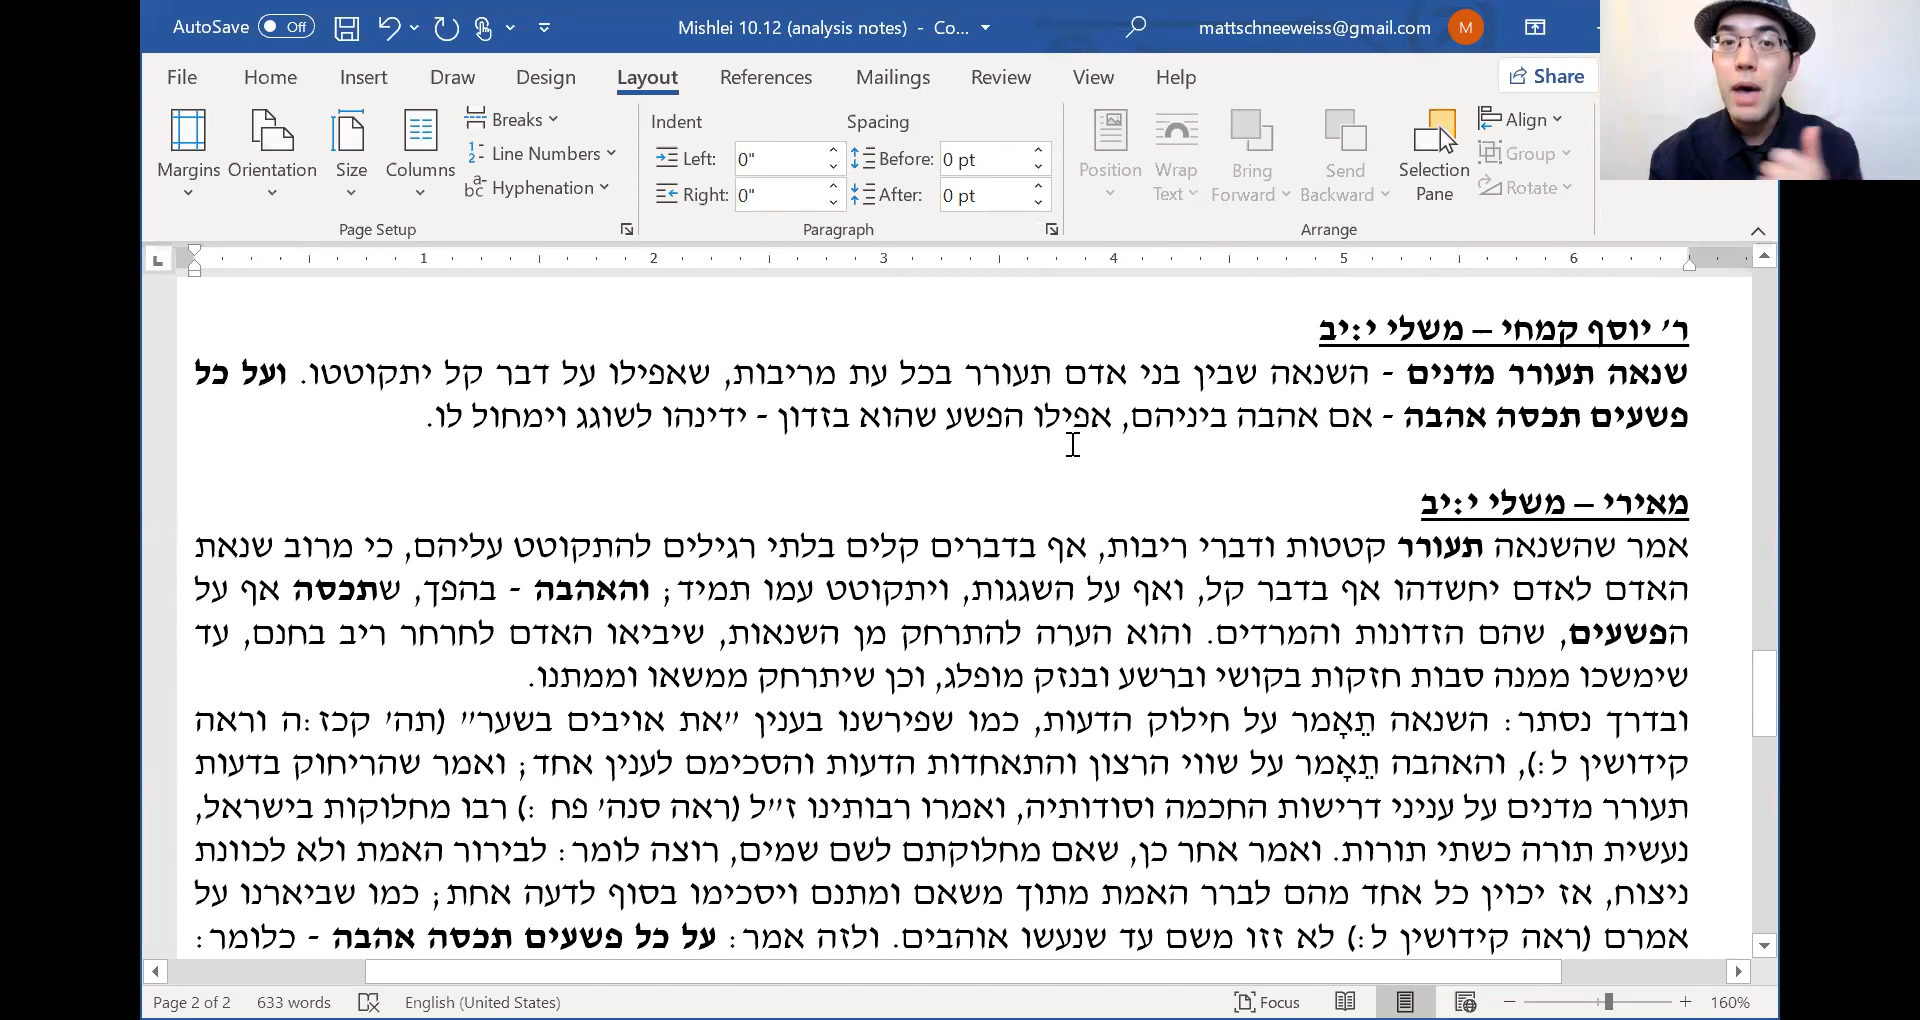 AutoSave Off Mishlei 10.12 (analysis notes) - Co... mattschneeweiss@gmail.com M
File Home Insert Draw Design Layout References Mailings Review View Help Share
Margins Orientation Size Columns
Breaks
Line Numbers
Hyphenation
Page Setup
Indent Spacing
Left: 0" Before: 0 pt
Right: 0" After: 0 pt
Paragraph
Position
Wrap Text
Bring Forward
Send Backward
Selection Pane
Align
Group
Rotate
Arrange
1 2 3 4 5 6
ר' יוסף קמחי – משלי י:יב
שנאה תעורר מדנים - השנאה שבין בני אדם תעורר בכל עת מריבות, שאפילו על דבר קל יתקוטטו. ועל כל
פשעים תכסה אהבה - אם אהבה ביניהם, אפילו הפשע שהוא בזדון - ידינהו לשוגג וימחול לו.
מאירי – משלי י:יב
אמר שהשנאה תעורר קטטות ודברי ריבות, אף בדברים קלים בלתי רגילים להתקוטט עליהם, כי מרוב שנאת
האדם לאדם יחשדהו אף בדבר קל, ואף על השגגות, ויתקוטט עמו תמיד; והאהבה - בהפך, שתכסה אף על
הפשעים, שהם הזדונות והמרדים. והוא הערה להתרחק מן השנאות, שיביאו האדם לחרחר ריב בחנם, עד
שימשכו ממנה סבות חזקות בקושי וברשע ובנזק מופלג, וכן שיתרחק ממשאו וממתנו.
ובדרך נסתר: השנאה תֵאָמר על חילוק הדעות, כמו שפירשנו בענין "את אויבים בשער" (תה' קכז:ה וראה
קידושין ל:), והאהבה תֵאָמר על שווי הרצון והתאחדות הדעות והסכימם לענין אחד; ואמר שהריחוק בדעות
תעורר מדנים על עניני דרישות החכמה וסודותיה, ואמרו רבותינו ז"ל (ראה סנה' פח :) רבו מחלוקות בישראל,
נעשית תורה כשתי תורות. ואמר אחר כן, שאם מחלוקתם לשם שמים, רוצה לומר: לבירור האמת ולא לכוונת
ניצוח, אז יכוין כל אחד מהם לברר האמת מתוך משאם ומתנם ויסכימו בסוף לדעה אחת; כמו שביארנו על
אמרם (ראה קידושין ל:) לא זזו משם עד שנעשו אוהבים. ולזה אמר: על כל פשעים תכסה אהבה - כלומר:
Page 2 of 2 633 words English (United States) Focus 160%